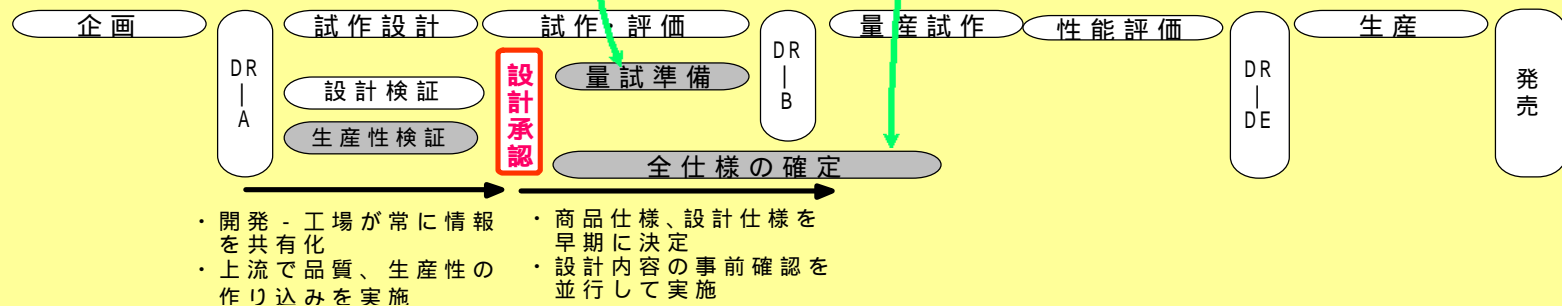 企画
DR
|
A
試作設計
設計検証
生産性検証
設計承認
試作・評価
量試準備
DR
|
B
全仕様の確定
量産試作
性能評価
DR
|
DE
生産
発売
・開発-工場が常に情報
を共有化
・上流で品質、生産性の
作り込みを実施
・商品仕様、設計仕様を
早期に決定
・設計内容の事前確認を
並行して実施